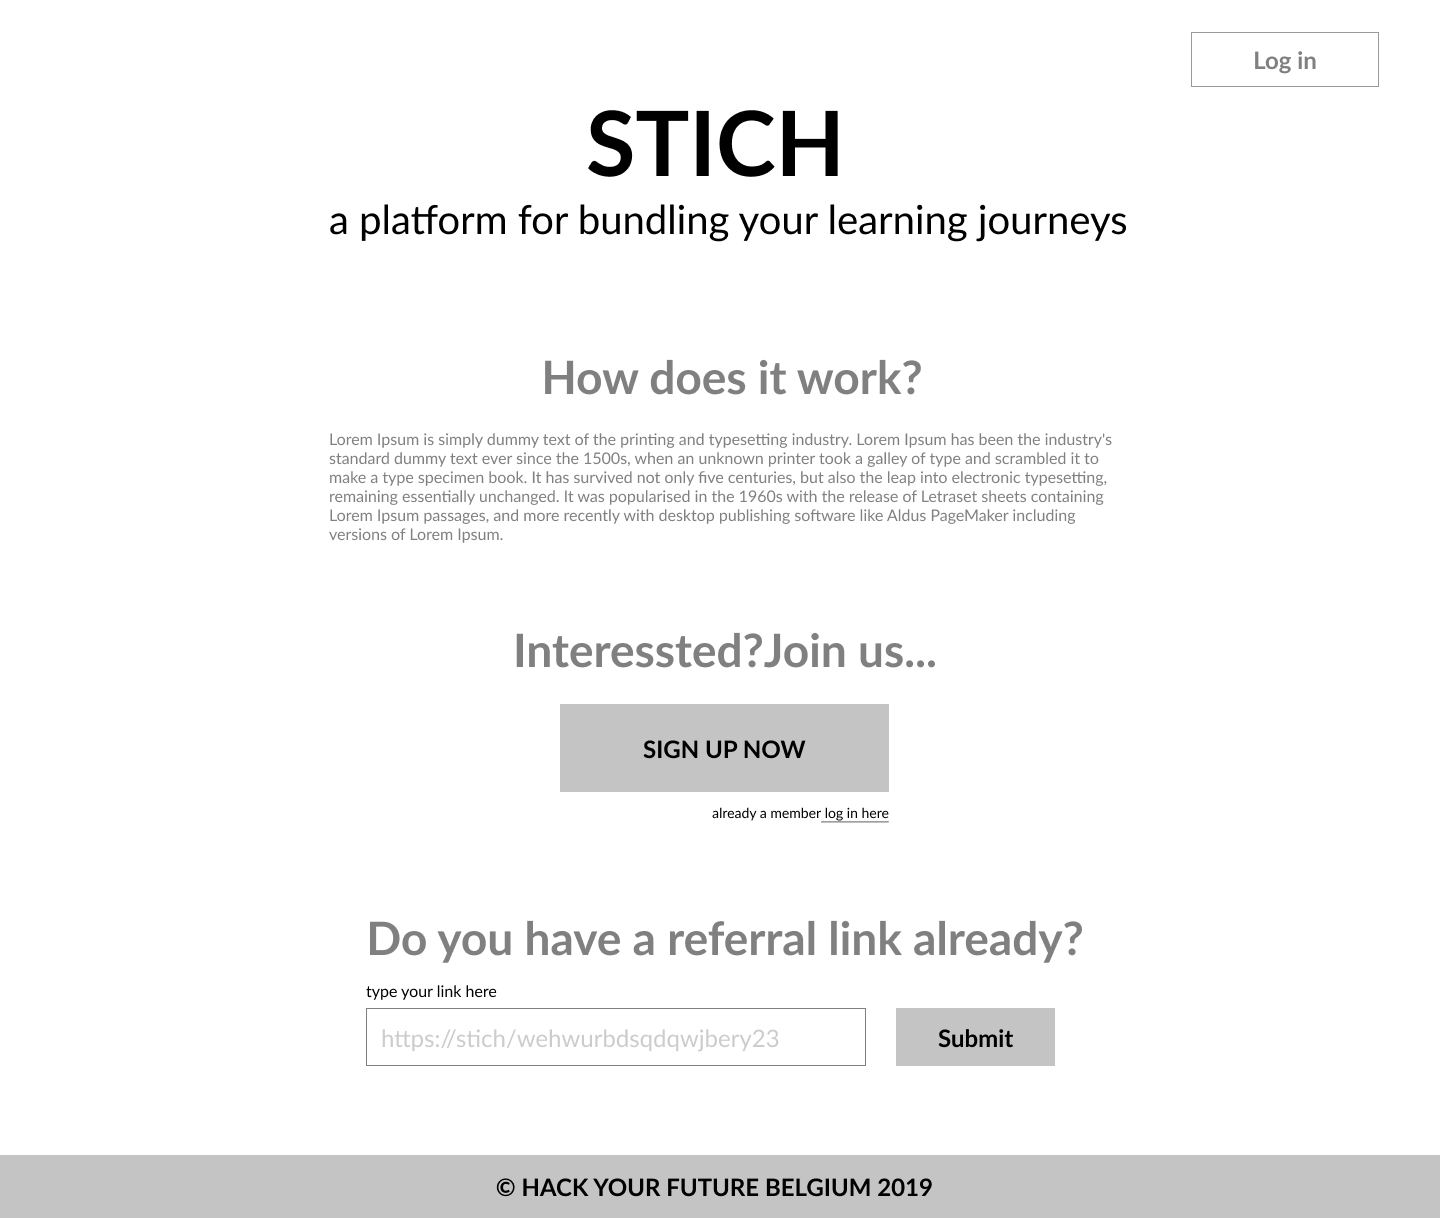 Log in
STICH
a platform for bundling your learning journeys
How does it work?
Lorem Ipsum is simply dummy text of the printing and typesetting industry. Lorem Ipsum has been the industry's
standard dummy text ever since the 1500s, when an unknown printer took a galley of type and scrambled it to
make a type specimen book. It has survived not only five centuries, but also the leap into electronic typesetting,
remaining essentially unchanged. It was popularised in the 1960s with the release of Letraset sheets containing
Lorem Ipsum passages, and more recently with desktop publishing software like Aldus PageMaker including
versions of Lorem Ipsum.
Interessted?Join us...
SIGN UP NOW
already a member log in here
Do you have a referral link already?
type your link here
https://stich/wehwurbdsqdqwjbery23
Submit
© HACK YOUR FUTURE BELGIUM 2019